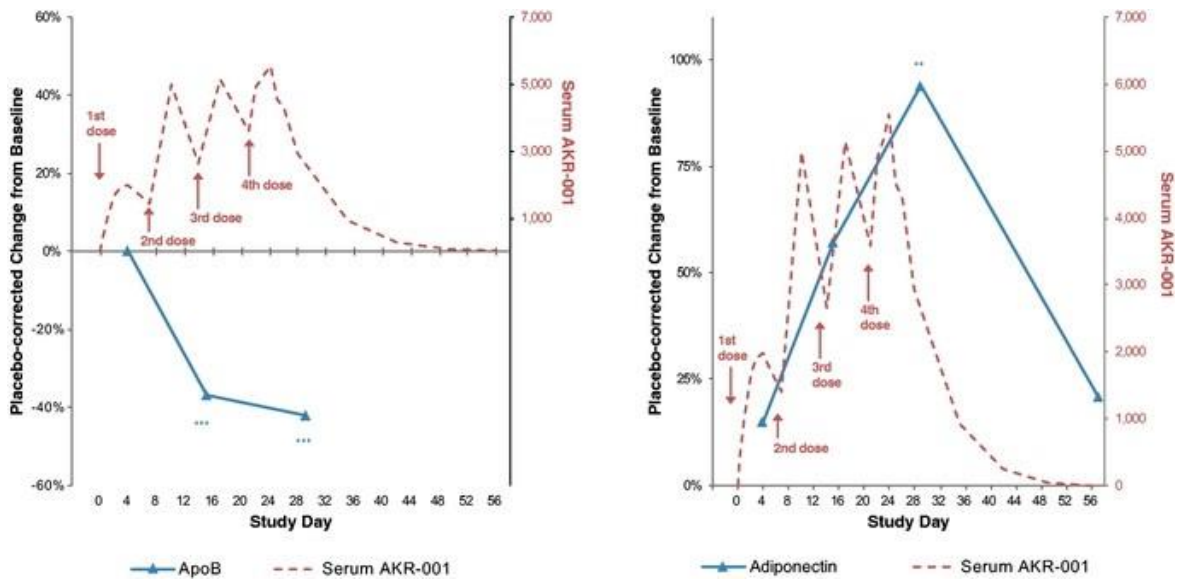 60%
40%
20%
0%
-20%
-40%
-60%
Placebo-corrected Change from Baseline
7,000
5,000
3,000
1,000
Serum AKR-001
1st
dose
2nd dose
3rd dose
4th dose
***
***
0 4 8 12 16 20 24 28 32 36 40 44 48 52 56
Study Day
ApoB
Serum AKR-001
100%
75%
50%
25%
0%
Placebo-corrected Change from Baseline
7,000
6,000
5,000
4,000
3,000
2,000
1,000
0
Serum AKR-001
**
1st
dose
2nd dose
3rd
dose
4th
dose
0 4 8 12 16 20 24 28 32 36 40 44 48 52 56
Study Day
Adiponectin
Serum AKR-001